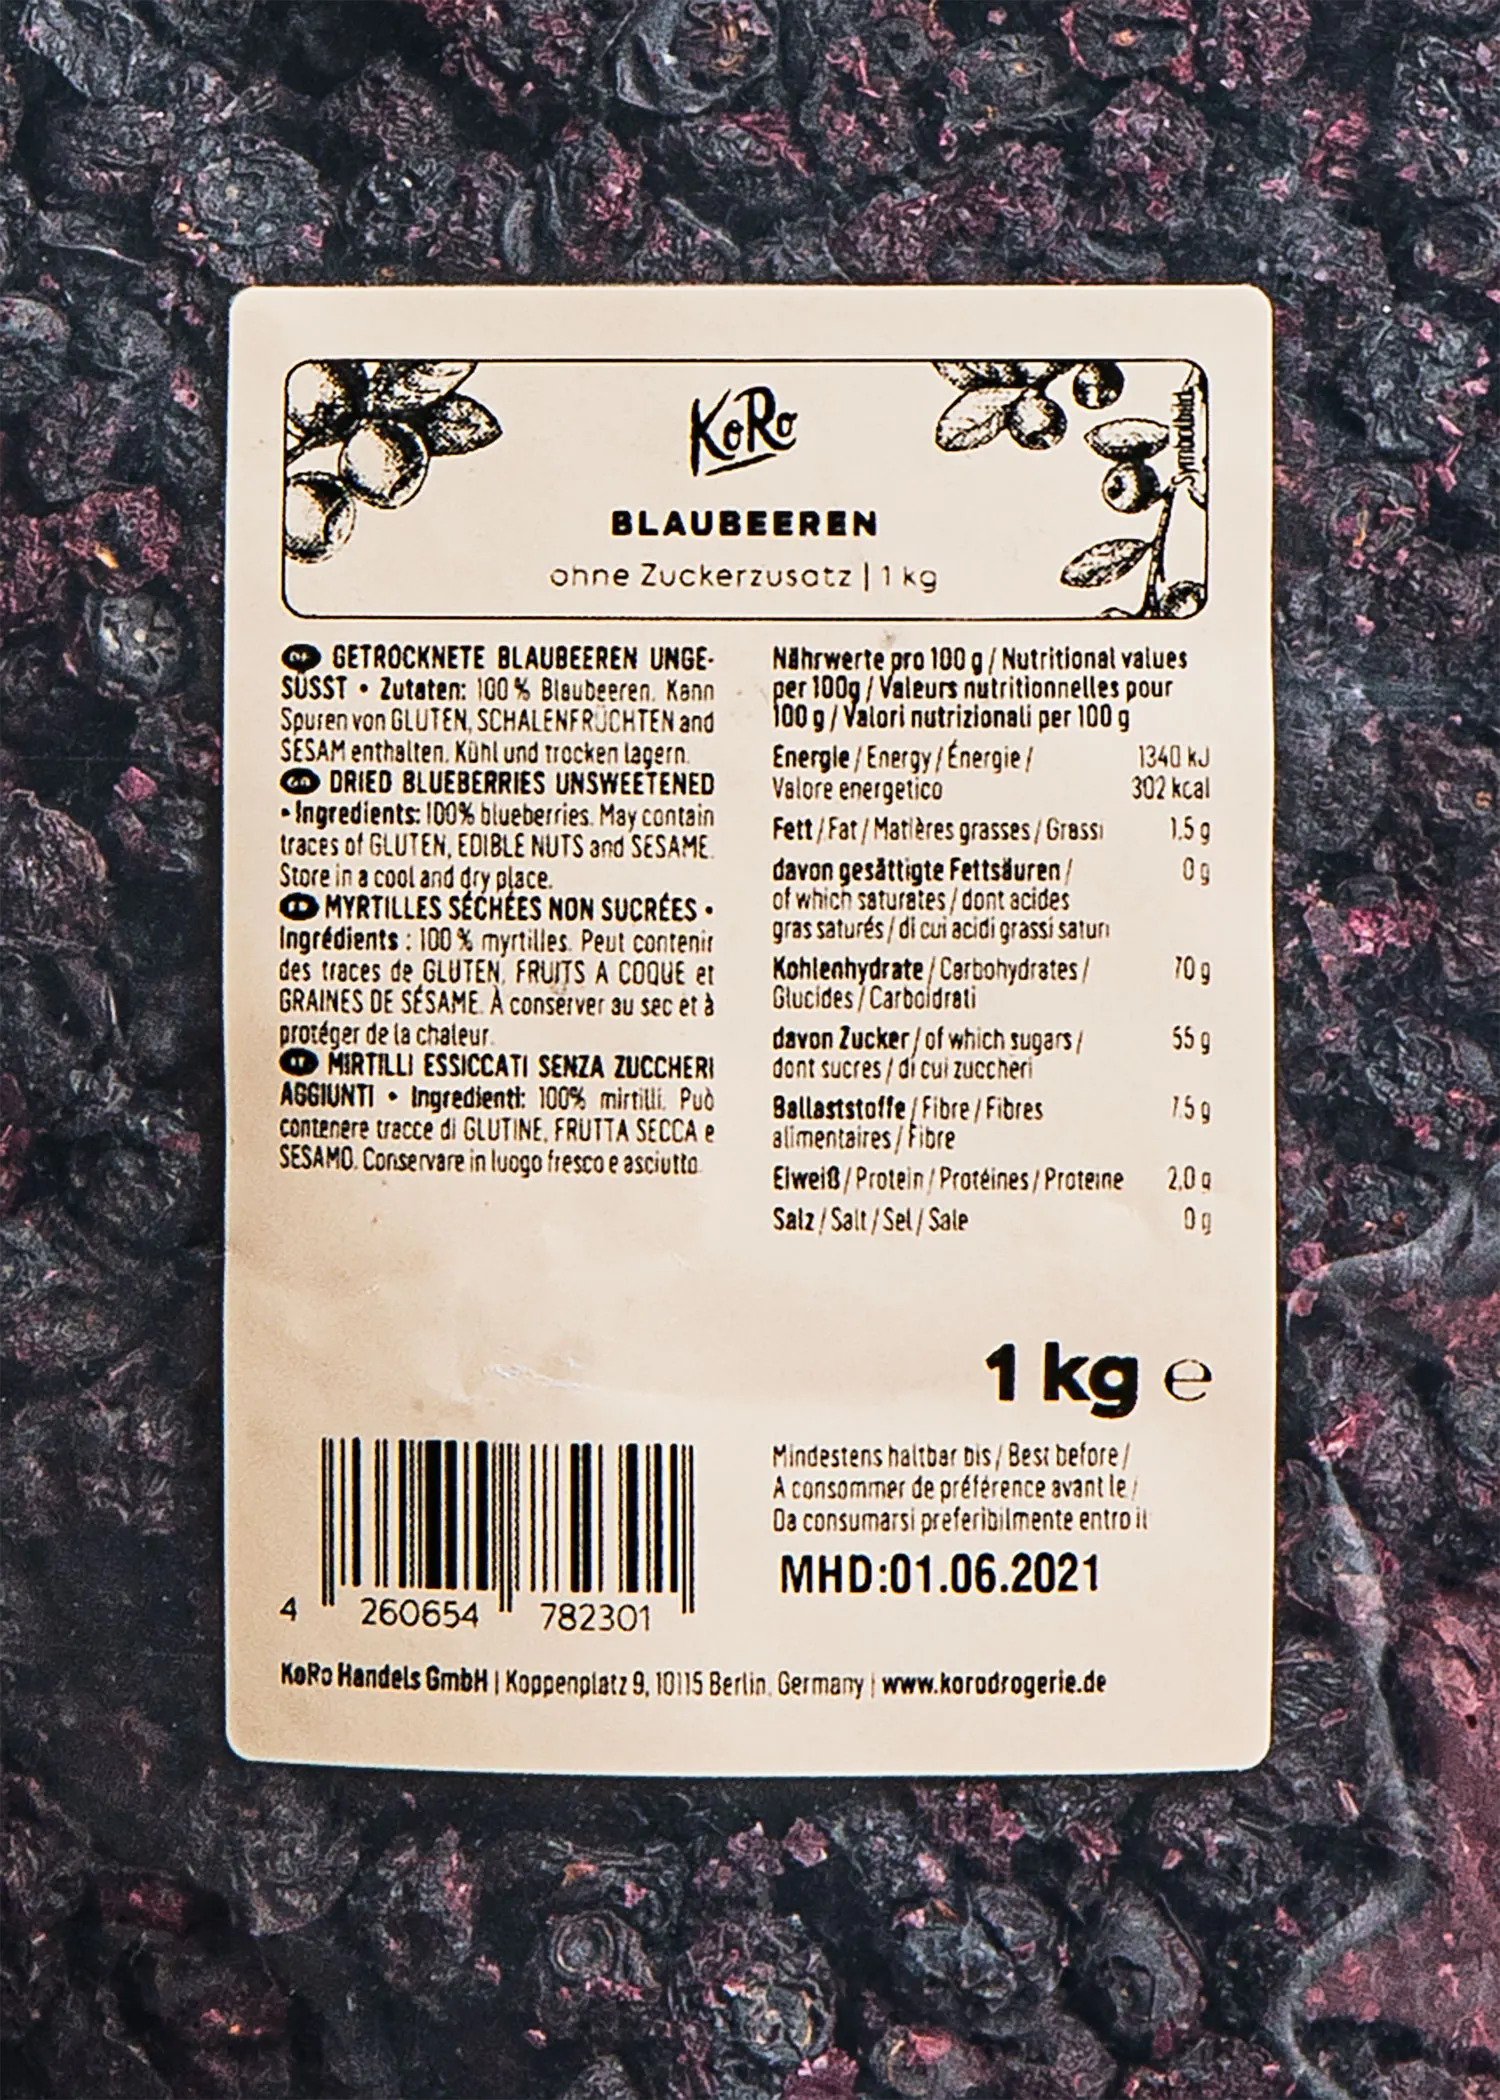 KoRo
Symbolbild
BLAUBEEREN
ohne Zuckerzusatz | 1 kg
DE GETROCKNETE BLAUBEEREN UNGE-
SÜSST • Zutaten: 100 % Blaubeeren. Kann
Spuren von GLUTEN, SCHALENFRÜCHTEN and
SESAM enthalten. Kühl und trocken lagern.
DRIED BLUEBERRIES UNSWEETENED
• Ingredients: 100% blueberries. May contain
traces of GLUTEN, EDIBLE NUTS and SESAME.
Store in a cool and dry place.
MYRTILLES SÉCHÉES NON SUCRÉES •
Ingrédients : 100 % myrtilles. Peut contenir
des traces de GLUTEN, FRUITS A COQUE et
GRAINES DE SÉSAME. À conserver au sec et à
protéger de la chaleur.
IT MIRTILLI ESSICCATI SENZA ZUCCHERI
AGGIUNTI • Ingredienti: 100% mirtilli. Può
contenere tracce di GLUTINE, FRUTTA SECCA e
SESAMO. Conservare in luogo fresco e asciutto.
Nährwerte pro 100 g / Nutritional values
per 100g / Valeurs nutritionnelles pour
100 g / Valori nutrizionali per 100 g
Energie / Energy / Énergie / 1340 kJ
Valore energetico 302 kcal
Fett / Fat / Matières grasses / Grassi 1,5 g
davon gesättigte Fettsäuren / 0 g
of which saturates / dont acides
gras saturés / di cui acidi grassi saturi
Kohlenhydrate / Carbohydrates / 70 g
Glucides / Carboidrati
davon Zucker / of which sugars / 55 g
dont sucres / di cui zuccheri
Ballaststoffe / Fibre / Fibres 7,5 g
alimentaires / Fibre
Eiweiß / Protein / Protéines / Proteine 2,0 g
Salz / Salt / Sel / Sale 0 g
1 kg e
Mindestens haltbar bis / Best before /
A consommer de préférence avant le /
Da consumarsi preferibilmente entro il
MHD:01.06.2021
4 260654 782301
KoRo Handels GmbH | Koppenplatz 9, 10115 Berlin, Germany | www.korodrogerie.de